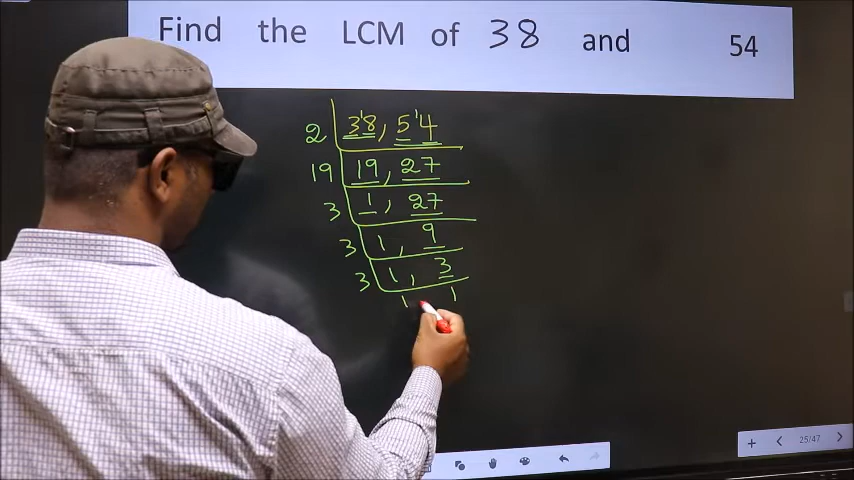 Find the LCM of 38 and 54
2 38, 54
19 19, 27
3 1, 27
3 1, 9
3 1, 3
1 1
25/47